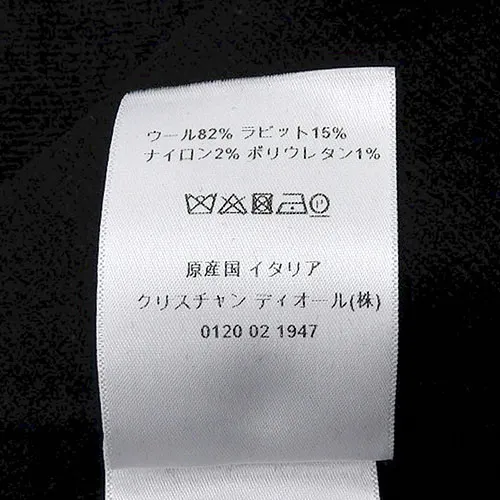 ウール82% ラビット15%
ナイロン2% ポリウレタン1%
原産国 イタリア
クリスチャン ディオール(株)
0120 02 1947